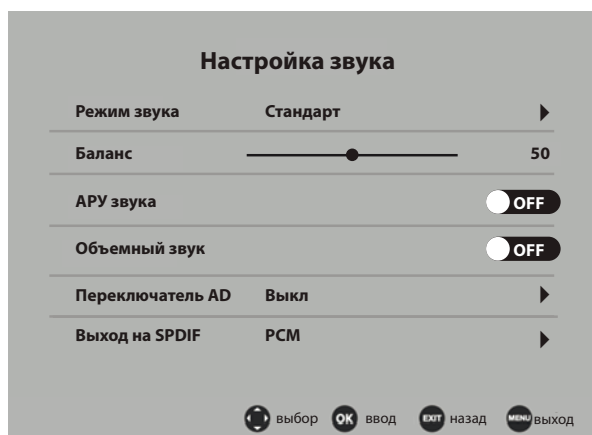 Настройка звука
Режим звука Стандарт
Баланс 50
АРУ звука OFF
Объемный звук OFF
Переключатель AD Выкл
Выход на SPDIF PCM
выбор OK ввод EXIT назад MENU выход